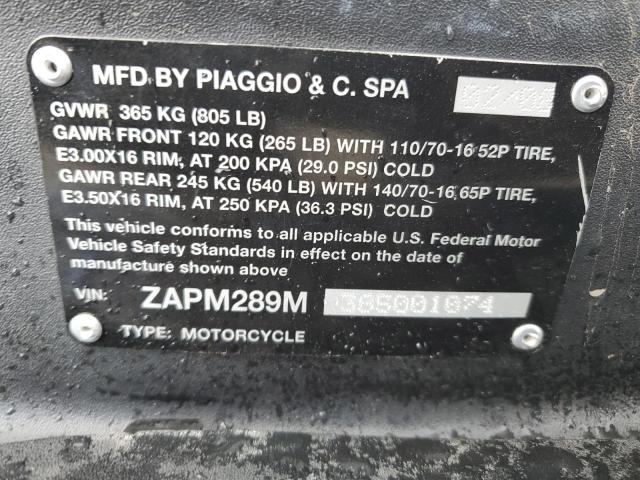 MFD BY PIAGGIO & C. SPA
GVWR 365 KG (805 LB)
GAWR FRONT 120 KG (265 LB) WITH 110/70-16 52P TIRE,
E3.00X16 RIM, AT 200 KPA (29.0 PSI) COLD
GAWR REAR 245 KG (540 LB) WITH 140/70-16 65P TIRE,
E3.50X16 RIM, AT 250 KPA (36.3 PSI) COLD
This vehicle conforms to all applicable U.S. Federal Motor
Vehicle Safety Standards in effect on the date of
manufacture shown above
VIN: ZAPM289M
TYPE: MOTORCYCLE